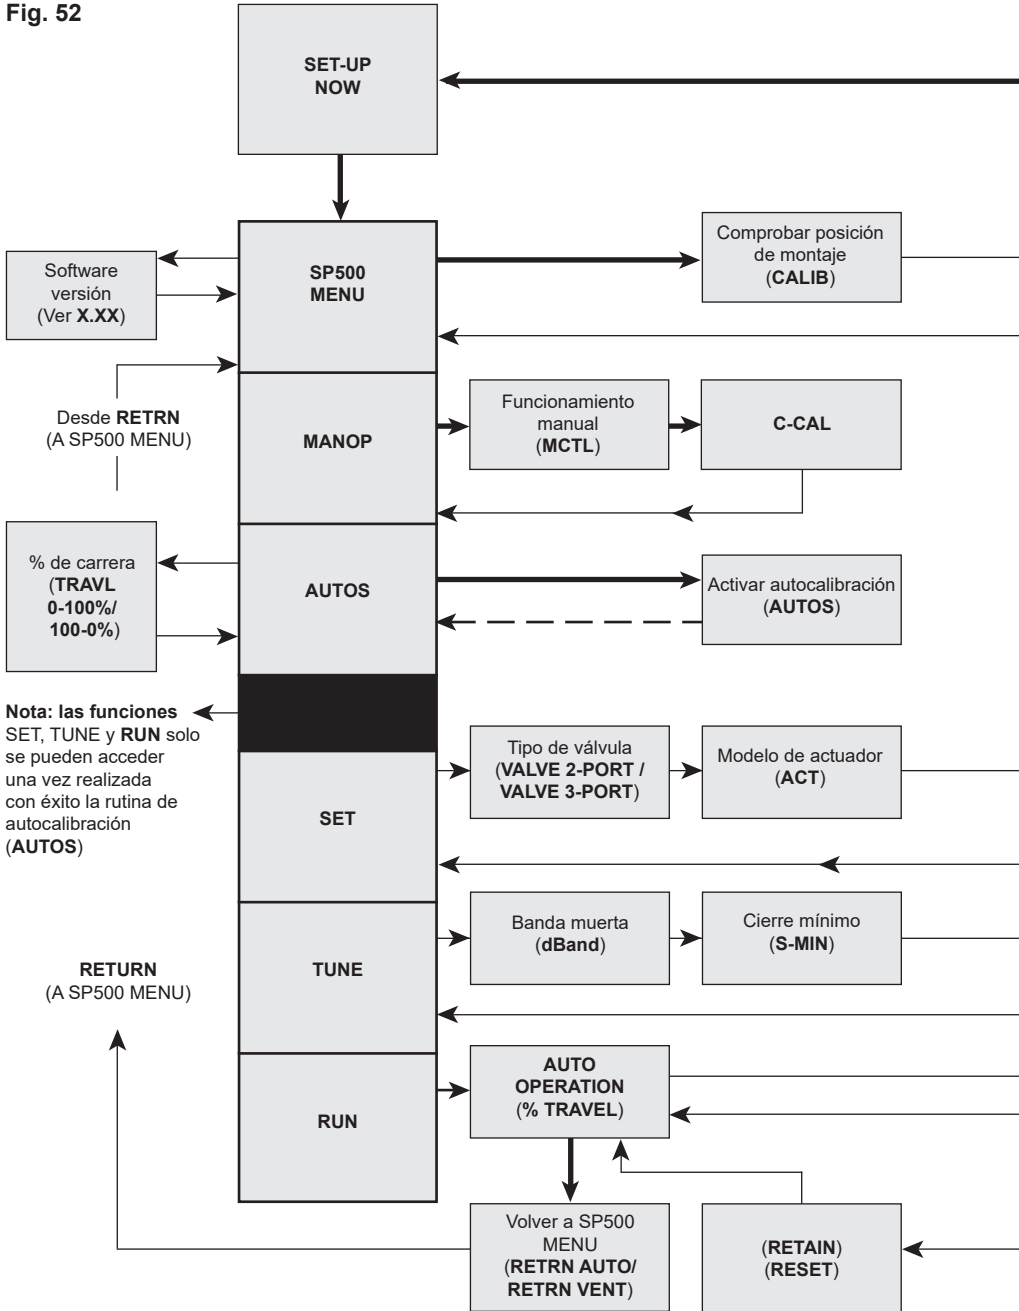 Fig. 52
SET-UP
NOW
SP500
MENU
Comprobar posición
de montaje
(CALIB)
Software
versión
(Ver X.XX)
Desde RETRN
(A SP500 MENU)
MANOP
Funcionamiento
manual
(MCTL)
C-CAL
% de carrera
(TRAVL
0-100%/
100-0%)
AUTOS
Activar autocalibración
(AUTOS)
Nota: las funciones
SET, TUNE y RUN solo
se pueden acceder
una vez realizada
con éxito la rutina de
autocalibración
(AUTOS)
SET
Tipo de válvula
(VALVE 2-PORT /
VALVE 3-PORT)
Modelo de actuador
(ACT)
TUNE
Banda muerta
(dBand)
Cierre mínimo
(S-MIN)
RETURN
(A SP500 MENU)
RUN
AUTO
OPERATION
(% TRAVEL)
Volver a SP500
MENU
(RETRN AUTO/
RETRN VENT)
(RETAIN)
(RESET)